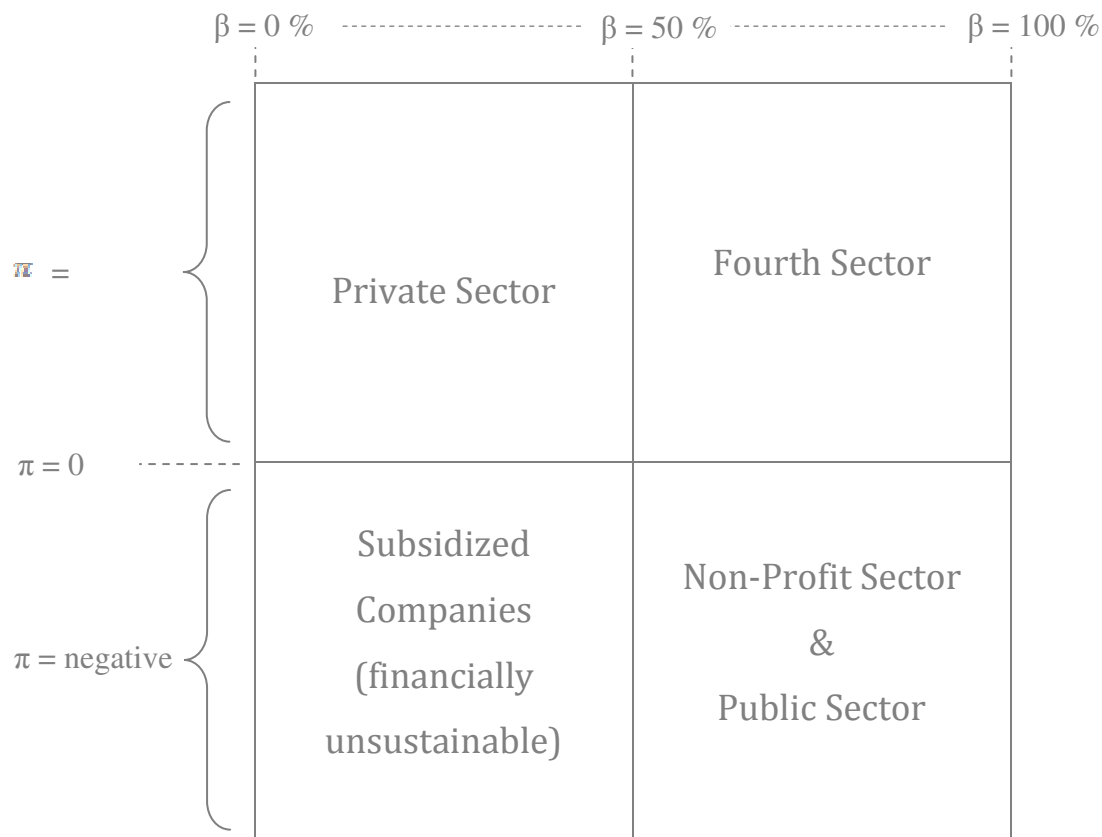 β = 0 %
β = 50 %
β = 100 %
π =
Private Sector
Fourth Sector
π = 0
π = negative
Subsidized
Companies
(financially
unsustainable)
Non-Profit Sector
&
Public Sector